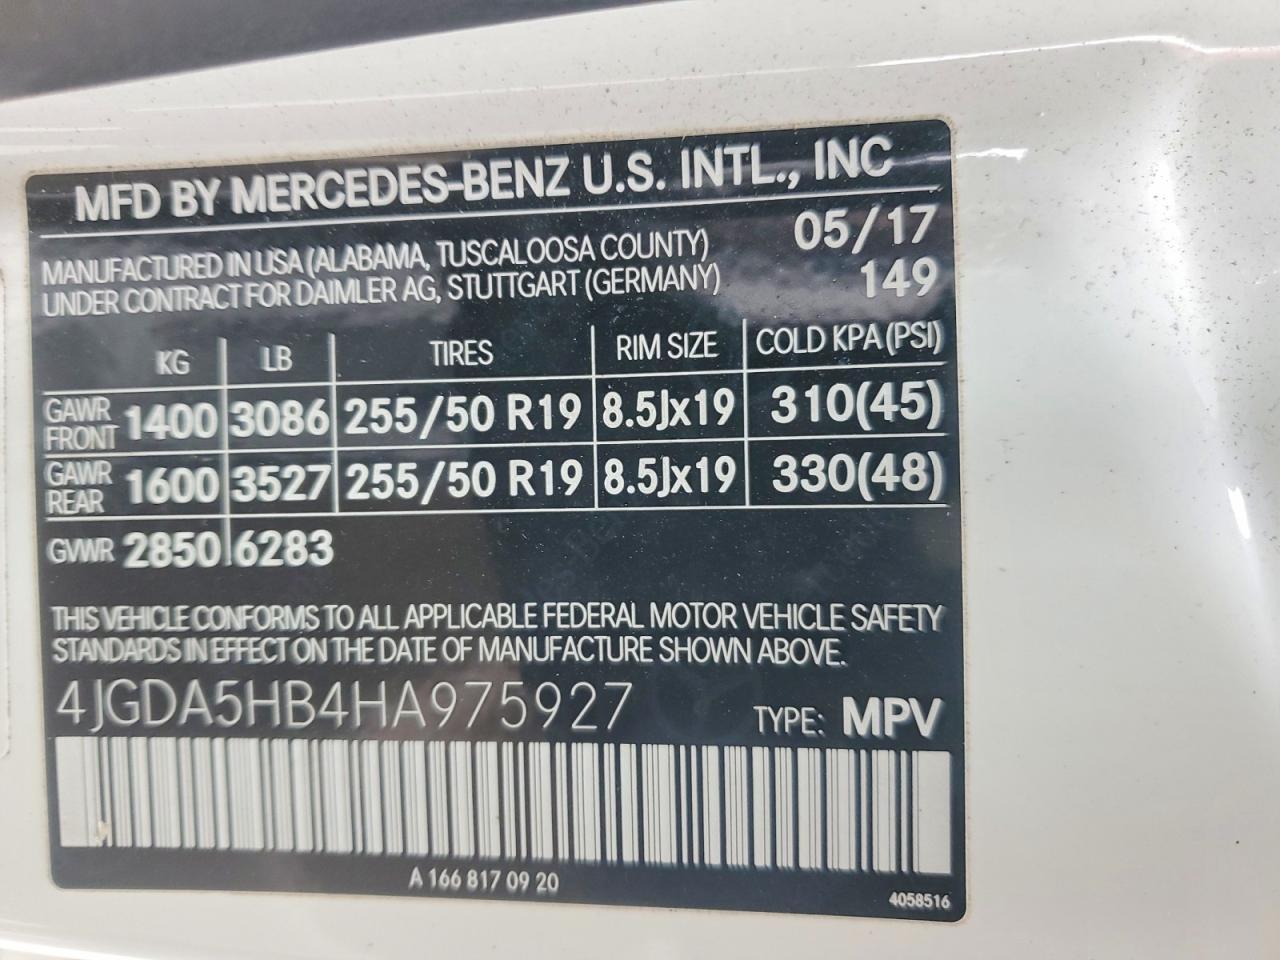 MFD BY MERCEDES-BENZ U.S. INTL., INC
MANUFACTURED IN USA (ALABAMA, TUSCALOOSA COUNTY) 05/17
UNDER CONTRACT FOR DAIMLER AG, STUTTGART (GERMANY) 149
KG LB TIRES RIM SIZE COLD KPA (PSI)
GAWR FRONT 1400 3086 255/50 R19 8.5Jx19 310(45)
GAWR REAR 1600 3527 255/50 R19 8.5Jx19 330(48)
GVWR 2850 6283
THIS VEHICLE CONFORMS TO ALL APPLICABLE FEDERAL MOTOR VEHICLE SAFETY
STANDARDS IN EFFECT ON THE DATE OF MANUFACTURE SHOWN ABOVE.
4JGDA5HB4HA975927 TYPE: MPV
A 166 817 09 20
4058516